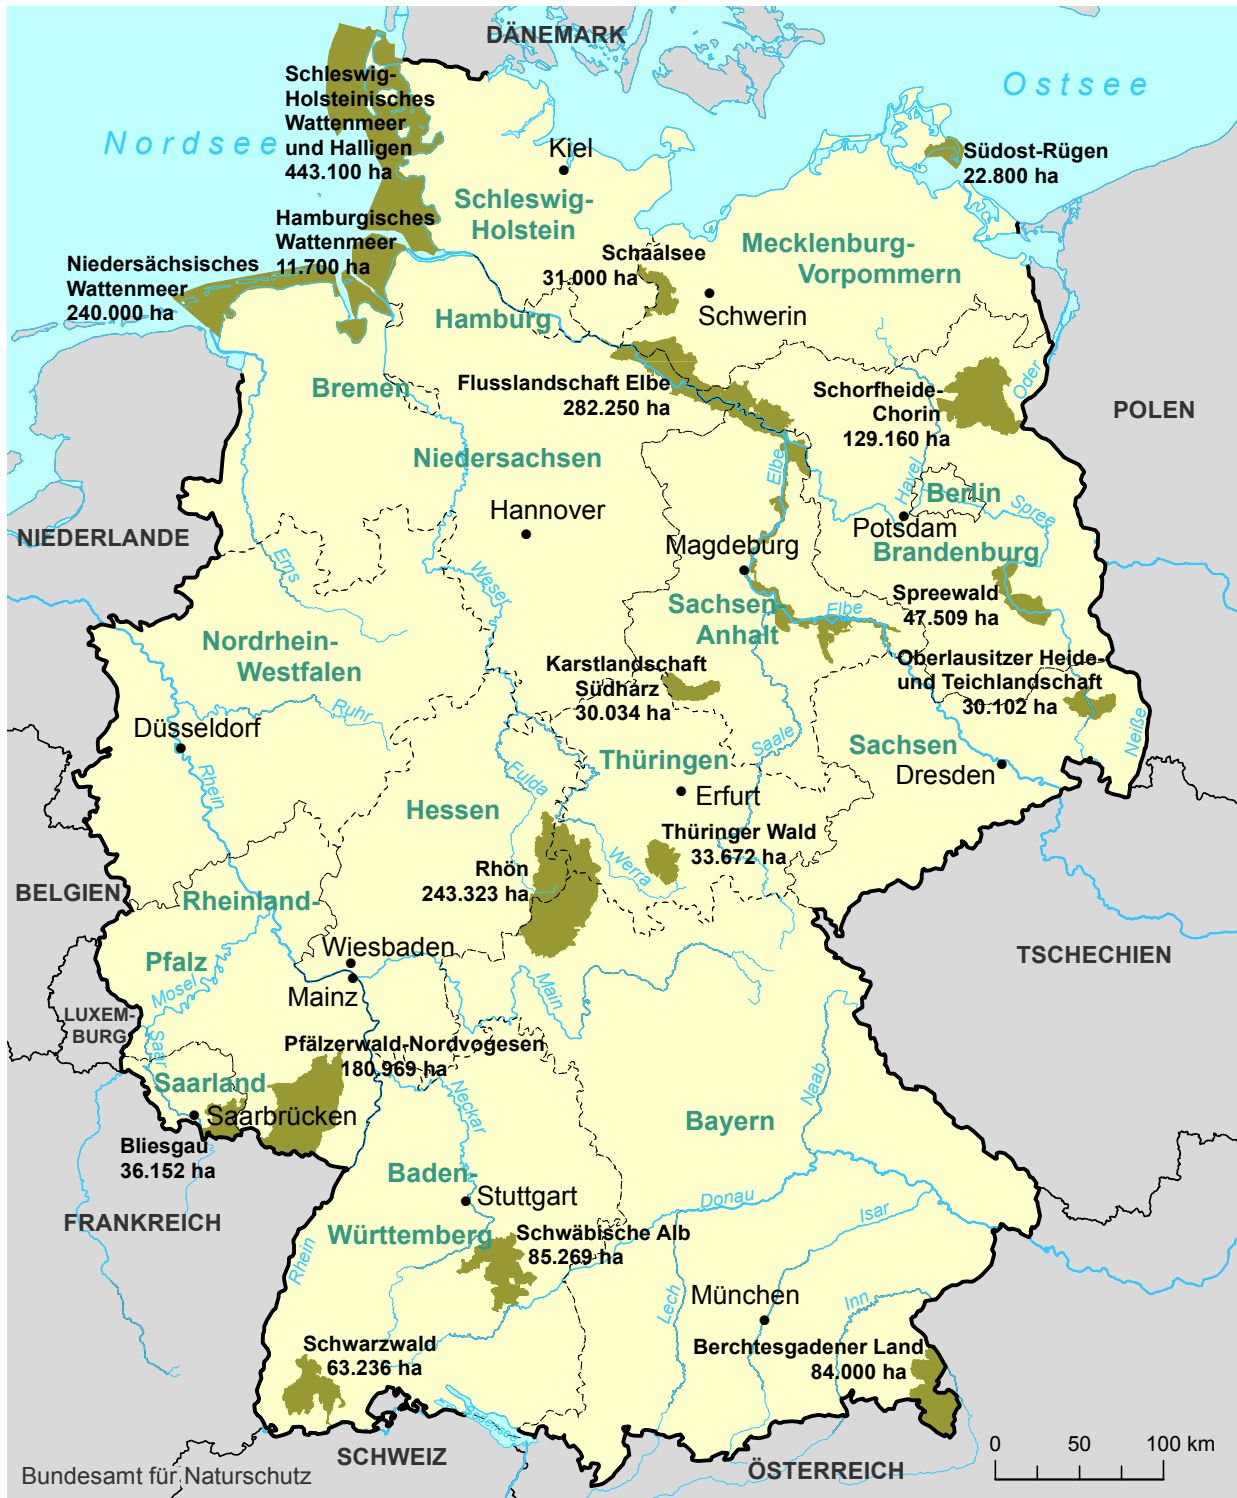 DÄNEMARK
Ostsee
Nordsee
Schleswig-
Holsteinisches
Wattenmeer
und Halligen
443.100 ha
Kiel
Südost-Rügen
22.800 ha
Schleswig-
Holstein
Hamburgisches
Wattenmeer
11.700 ha
Mecklenburg-
Vorpommern
Schaalsee
31.000 ha
Niedersächsisches
Wattenmeer
240.000 ha
Schwerin
Hamburg
Bremen
Flusslandschaft Elbe
282.250 ha
Schorfheide-
Chorin
129.160 ha
Oder
POLEN
Niedersachsen
Elbe
Havel
Berlin
Spree
Hannover
Potsdam
NIEDERLANDE
Magdeburg
Brandenburg
Ems
Weser
Spreewald
47.509 ha
Sachsen-
Anhalt
Elbe
Nordrhein-
Westfalen
Karstlandschaft
Südharz
30.034 ha
Oberlausitzer Heide-
und Teichlandschaft
30.102 ha
Ruhr
Düsseldorf
Rhein
Saale
Neiße
Thüringen
Sachsen
Dresden
Fulda
Erfurt
Hessen
Thüringer Wald
33.672 ha
Werra
Rhön
243.323 ha
BELGIEN
Rheinland-
Pfalz
Wiesbaden
Mainz
Main
TSCHECHIEN
Mosel
LUXEM-
BURG
Saar
Pfälzerwald-Nordvogesen
180.969 ha
Saarland
Saarbrücken
Neckar
Naab
Bayern
Bliesgau
36.152 ha
Baden-
Württemberg
Stuttgart
Donau
Isar
FRANKREICH
Rhein
Schwäbische Alb
85.269 ha
Lech
München
Inn
Schwarzwald
63.236 ha
Berchtesgadener Land
84.000 ha
SCHWEIZ
ÖSTERREICH
0 50 100 km
Bundesamt für Naturschutz